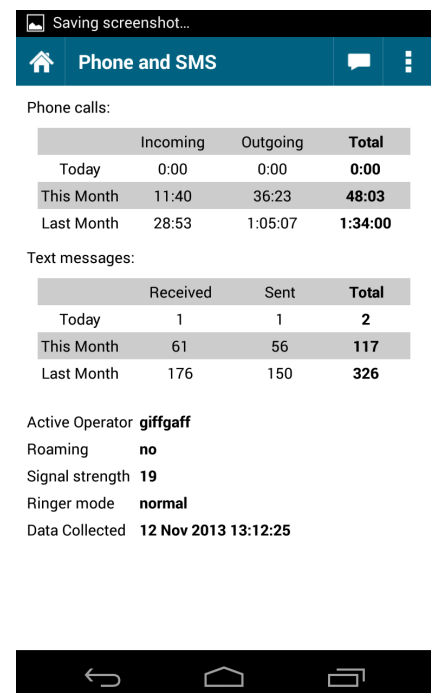 Saving screenshot...
Phone and SMS
Phone calls:
Incoming Outgoing Total
Today 0:00 0:00 0:00
This Month 11:40 36:23 48:03
Last Month 28:53 1:05:07 1:34:00
Text messages:
Received Sent Total
Today 1 1 2
This Month 61 56 117
Last Month 176 150 326
Active Operator giffgaff
Roaming no
Signal strength 19
Ringer mode normal
Data Collected 12 Nov 2013 13:12:25